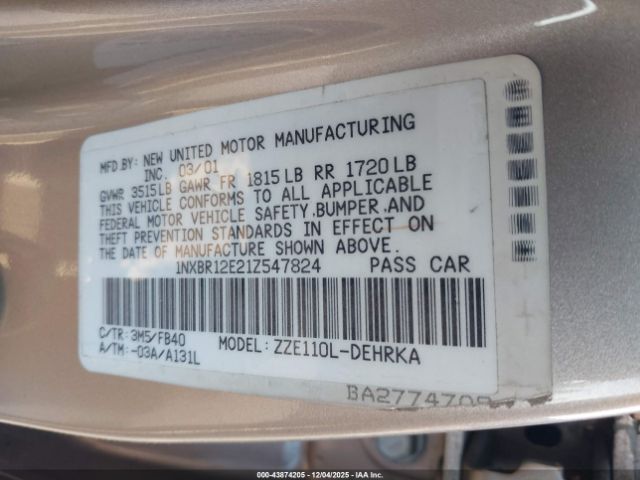 MFD.BY: NEW UNITED MOTOR MANUFACTURING
INC. 03/01
GVWR 3515LB GAWR FR 1815LB RR 1720LB
THIS VEHICLE CONFORMS TO ALL APPLICABLE
FEDERAL MOTOR VEHICLE SAFETY,BUMPER,AND
THEFT PREVENTION STANDARDS IN EFFECT ON
THE DATE OF MANUFACTURE SHOWN ABOVE.
1NXBR12E21Z547824 PASS CAR
C/TR: 3M5/FB40
A/TM: -03A/A131L
MODEL: ZZE110L-DEHRKA
00-43874205 - 12/04/2025 - IAA Inc.